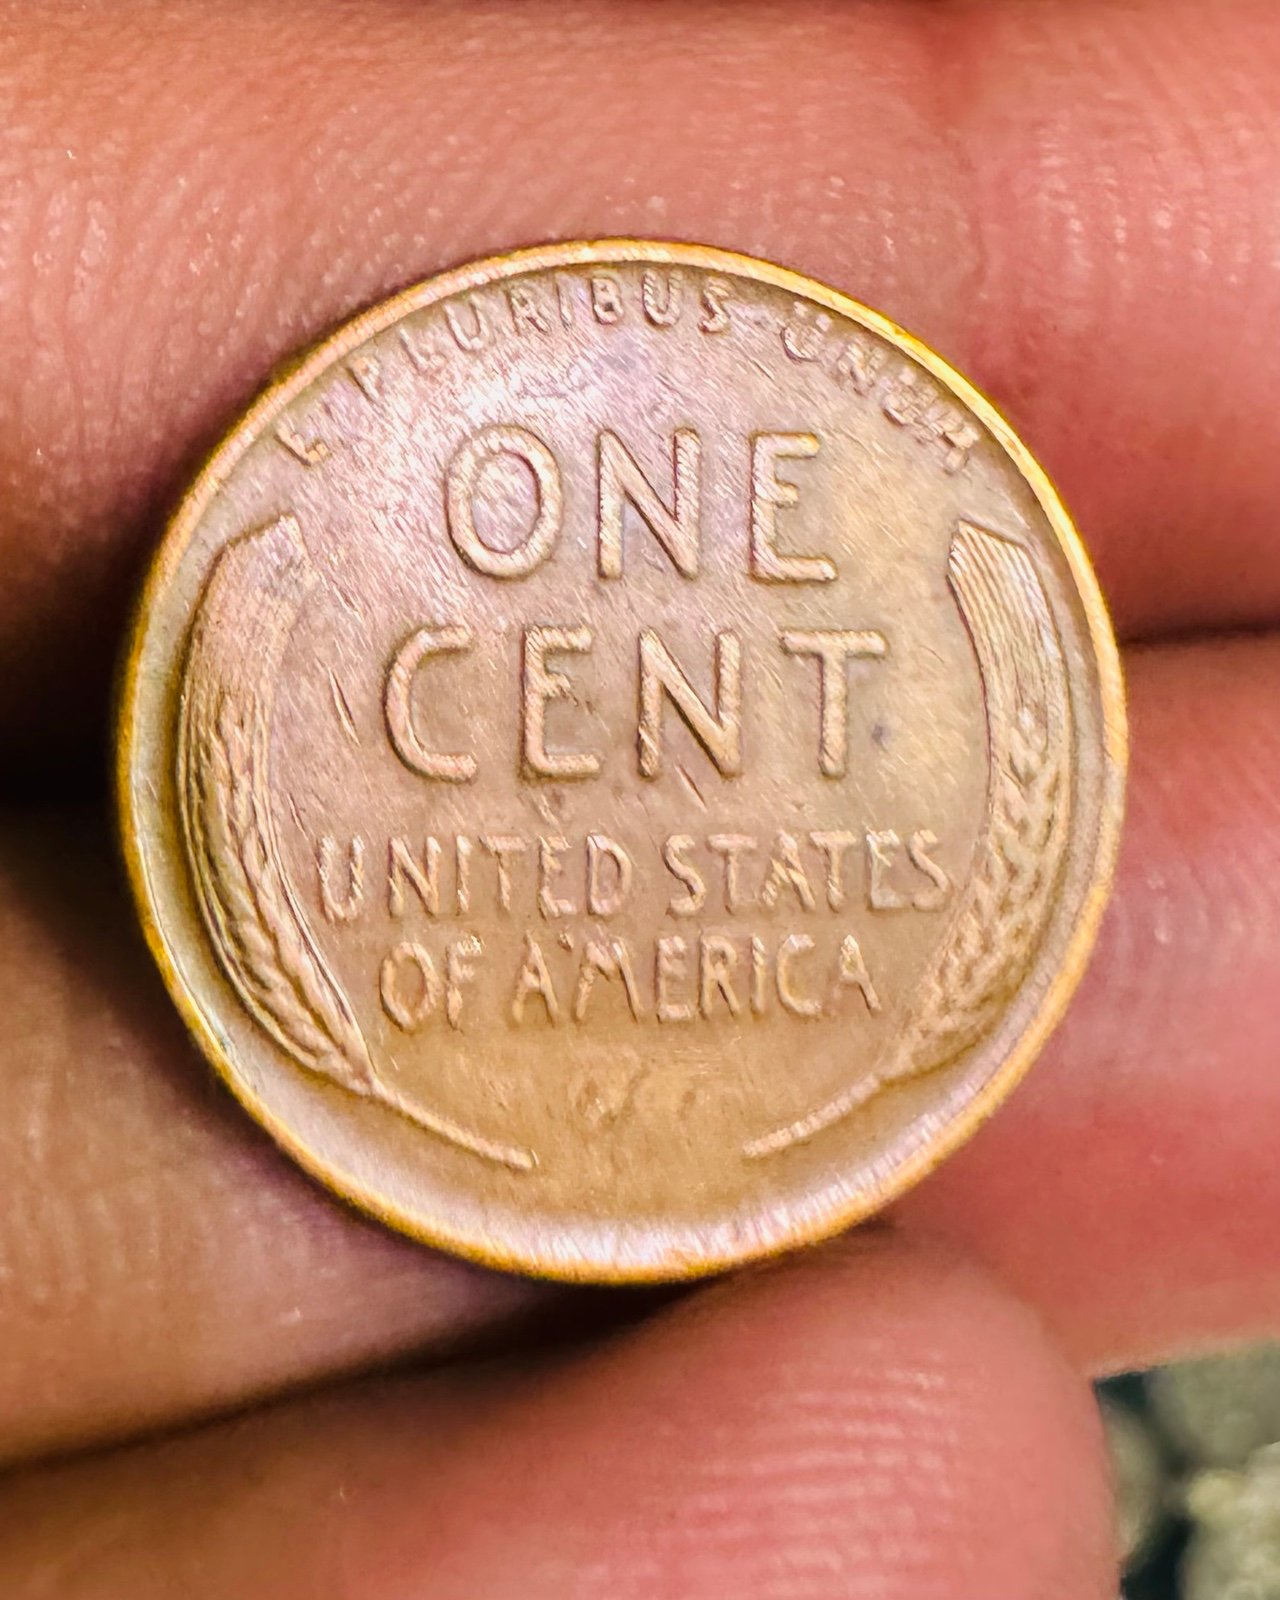 E PLURIBUS UNUM
ONE
CENT
UNITED STATES
OF AMERICA